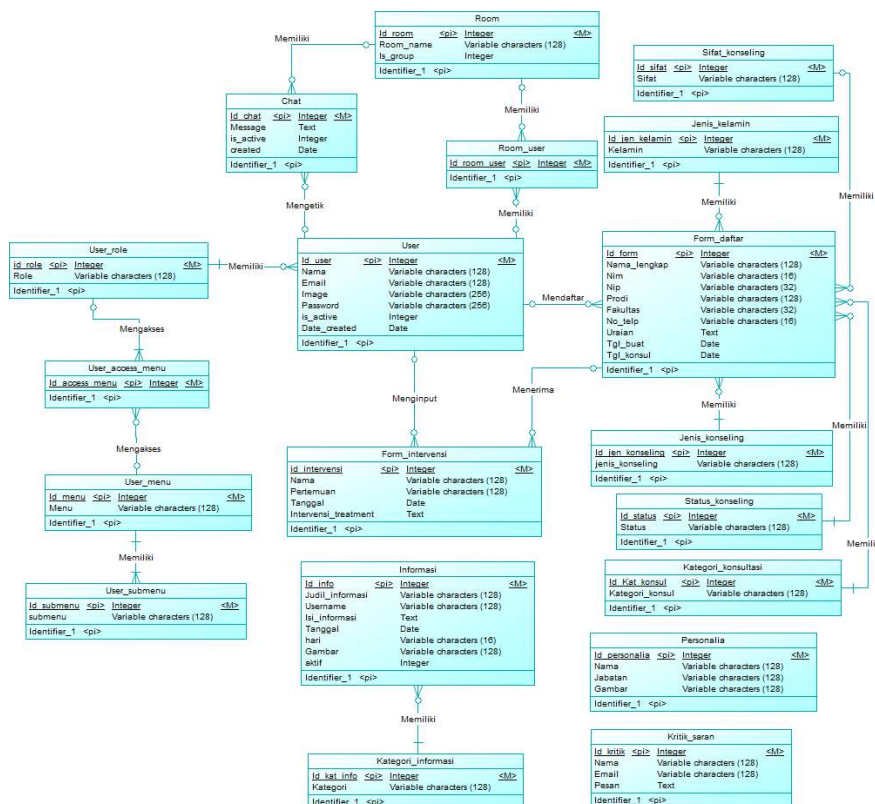 Room
Id_room <pi> Integer <M>
Room_name Variable characters (128)
Is_group Integer
Identifier_1 <pi>
Memiliki
Memiliki
Chat
Id_chat <pi> Integer <M>
Message Text
is_active Integer
created Date
Identifier_1 <pi>
Room_user
Id_room_user <pi> Integer <M>
Identifier_1 <pi>
Sifat_konseling
Id_sifat <pi> Integer <M>
Sifat Variable characters (128)
Identifier_1 <pi>
Jenis_kelamin
Id_jen_kelamin <pi> Integer <M>
Kelamin Variable characters (128)
Identifier_1 <pi>
Mengetik
Memiliki
Memiliki
Memiliki
User_role
id_role <pi> Integer <M>
Role Variable characters (128)
Identifier_1 <pi>
Memiliki
User
Id_user <pi> Integer <M>
Nama Variable characters (128)
Email Variable characters (128)
Image Variable characters (256)
Password Variable characters (256)
is_active Integer
Date_created Date
Identifier_1 <pi>
Mendaftar
Form_daftar
Id_form <pi> Integer <M>
Nama_lengkap Variable characters (128)
Nim Variable characters (16)
Nip Variable characters (32)
Prodi Variable characters (128)
Fakultas Variable characters (32)
No_telp Variable characters (16)
Uraian Text
Tgl_buat Date
Tgl_konsul Date
Identifier_1 <pi>
Mengakses
User_access_menu
Id_access_menu <pi> Integer <M>
Identifier_1 <pi>
Menginput
Menerima
Memiliki
Memiliki
Mengakses
Form_intervensi
id_intervensi <pi> Integer <M>
Nama Variable characters (128)
Pertemuan Variable characters (128)
Tanggal Date
Intervensi_treatment Text
Identifier_1 <pi>
Jenis_konseling
Id_jen_konseling <pi> Integer <M>
jenis_konseling Variable characters (128)
Identifier_1 <pi>
User_menu
Id_menu <pi> Integer <M>
Menu Variable characters (128)
Identifier_1 <pi>
Status_konseling
Id_status <pi> Integer <M>
Status Variable characters (128)
Identifier_1 <pi>
Memiliki
Memili
User_submenu
Id_submenu <pi> Integer <M>
submenu Variable characters (128)
Identifier_1 <pi>
Informasi
Id_info <pi> Integer <M>
Judil_informasi Variable characters (128)
Username Variable characters (128)
Isi_informasi Text
Tanggal Date
hari Variable characters (16)
Gambar Variable characters (128)
aktif Integer
Identifier_1 <pi>
Kategori_konsultasi
Id_Kat_konsul <pi> Integer <M>
Kategori_konsul Variable characters (128)
Identifier_1 <pi>
Personalia
Id_personalia <pi> Integer <M>
Nama Variable characters (128)
Jabatan Variable characters (128)
Gambar Variable characters (128)
Identifier_1 <pi>
Memiliki
Kategori_informasi
Id_kat_info <pi> Integer <M>
Kategori Variable characters (128)
Identifier_1 <pi>
Kritik_saran
Id_kritik <pi> Integer <M>
Nama Variable characters (128)
Email Variable characters (128)
Pesan Text
Identifier_1 <pi>